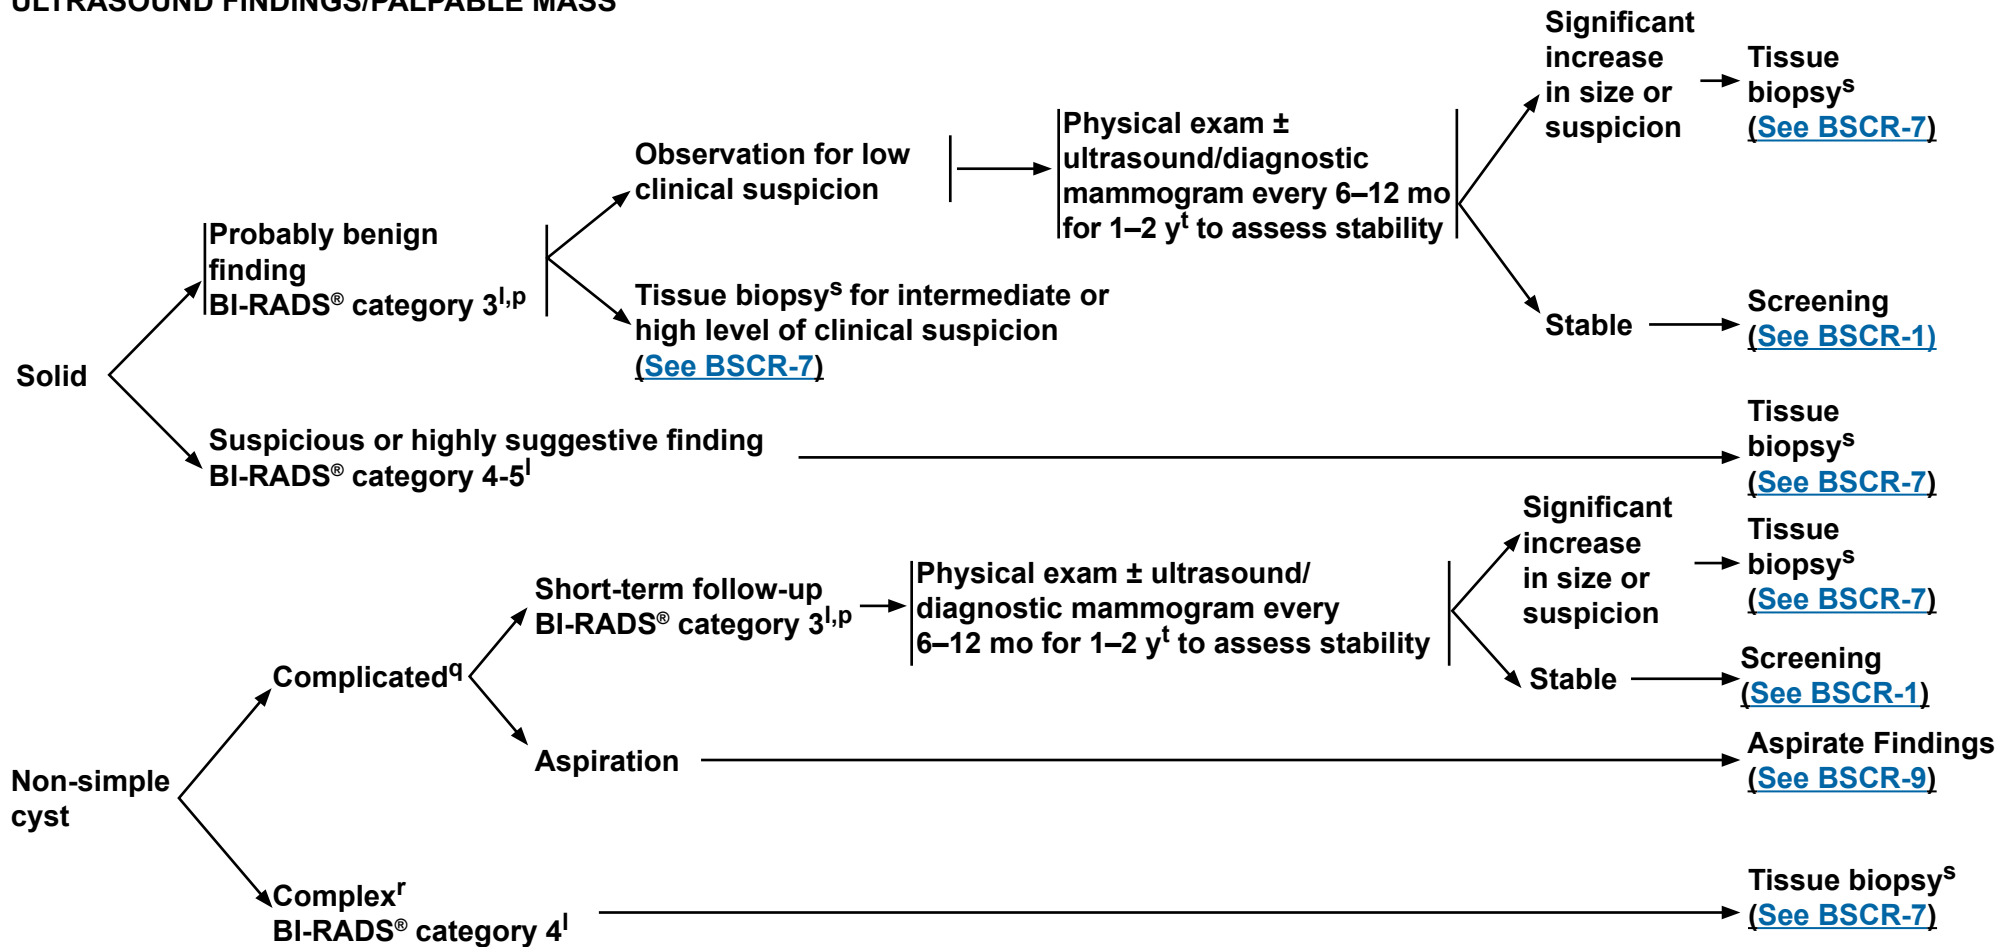 ULTRASOUND FINDINGS/PALPABLE MASS
Solid
Probably benign
finding
BI-RADS® category 3l,p
Observation for low
clinical suspicion
Physical exam ±
ultrasound/diagnostic
mammogram every 6–12 mo
for 1–2 yt to assess stability
Significant
increase
in size or
suspicion
Tissue
biopsys
(See BSCR-7)
Stable
Screening
(See BSCR-1)
Tissue biopsys for intermediate or
high level of clinical suspicion
(See BSCR-7)
Suspicious or highly suggestive finding
BI-RADS® category 4-5l
Tissue
biopsys
(See BSCR-7)
Non-simple
cyst
Complicatedq
Short-term follow-up
BI-RADS® category 3l,p
Physical exam ± ultrasound/
diagnostic mammogram every
6–12 mo for 1–2 yt to assess stability
Significant
increase
in size or
suspicion
Tissue
biopsys
(See BSCR-7)
Stable
Screening
(See BSCR-1)
Aspiration
Aspirate Findings
(See BSCR-9)
Complexr
BI-RADS® category 4l
Tissue biopsys
(See BSCR-7)